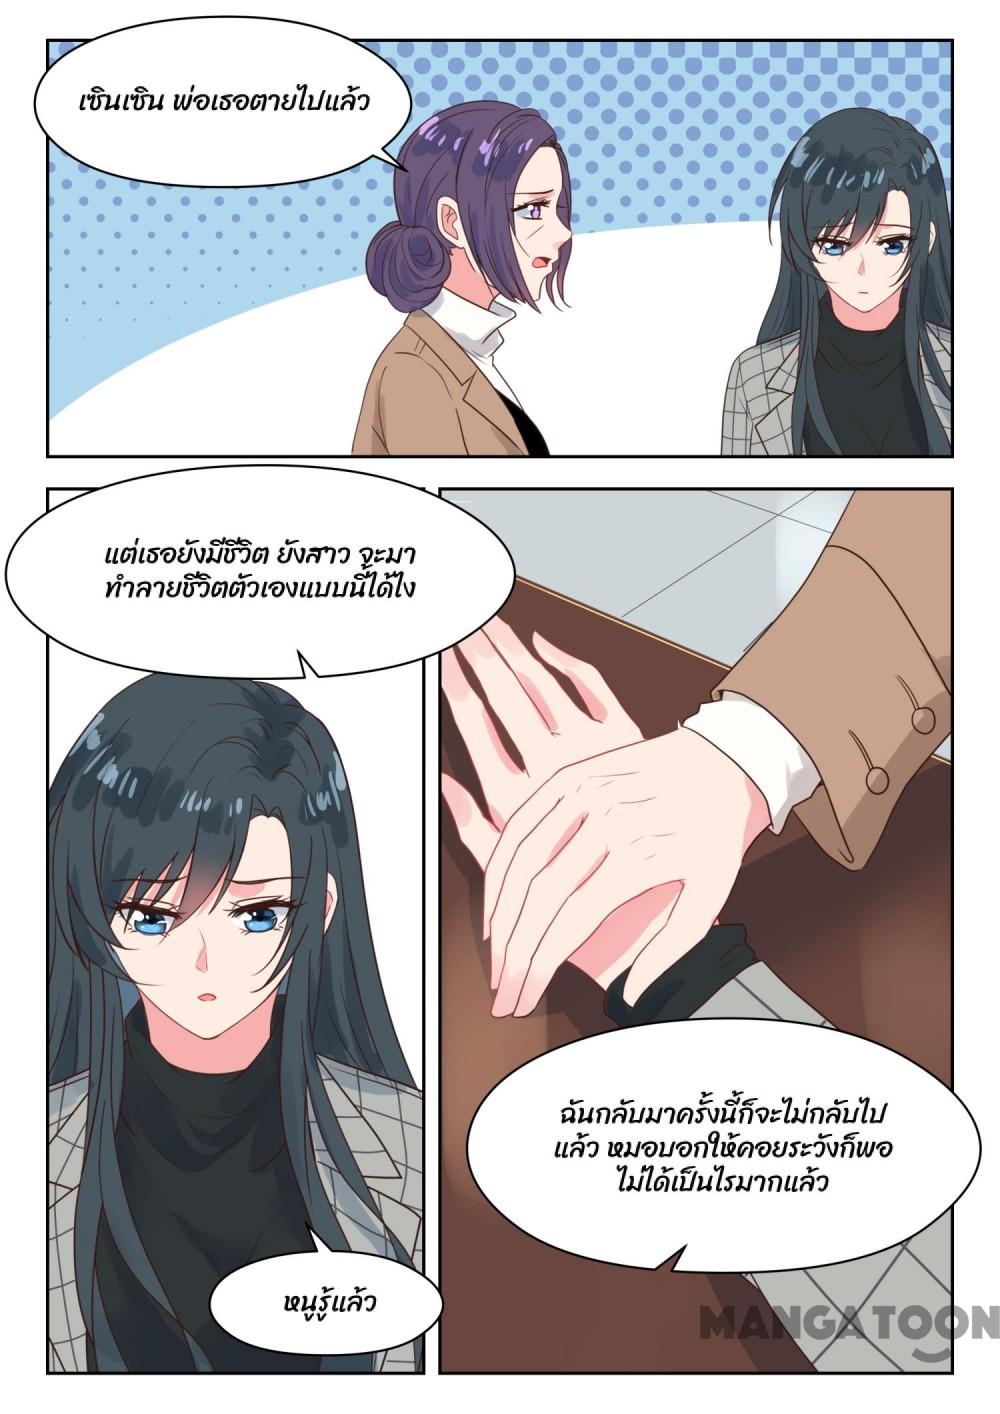 เซินเซิน พ่อเธอตายไปแล้ว
แต่เธอยังมีชีวิต ยังสาว จะมา
ทำลายชีวิตตัวเองแบบนี้ได้ไง
ฉันกลับมาครั้งนี้ก็จะไม่กลับไป
แล้ว หมอบอกให้คอยระวังก็พอ
ไม่ได้เป็นไรมากแล้ว
หนูรู้แล้ว
MANGATOON